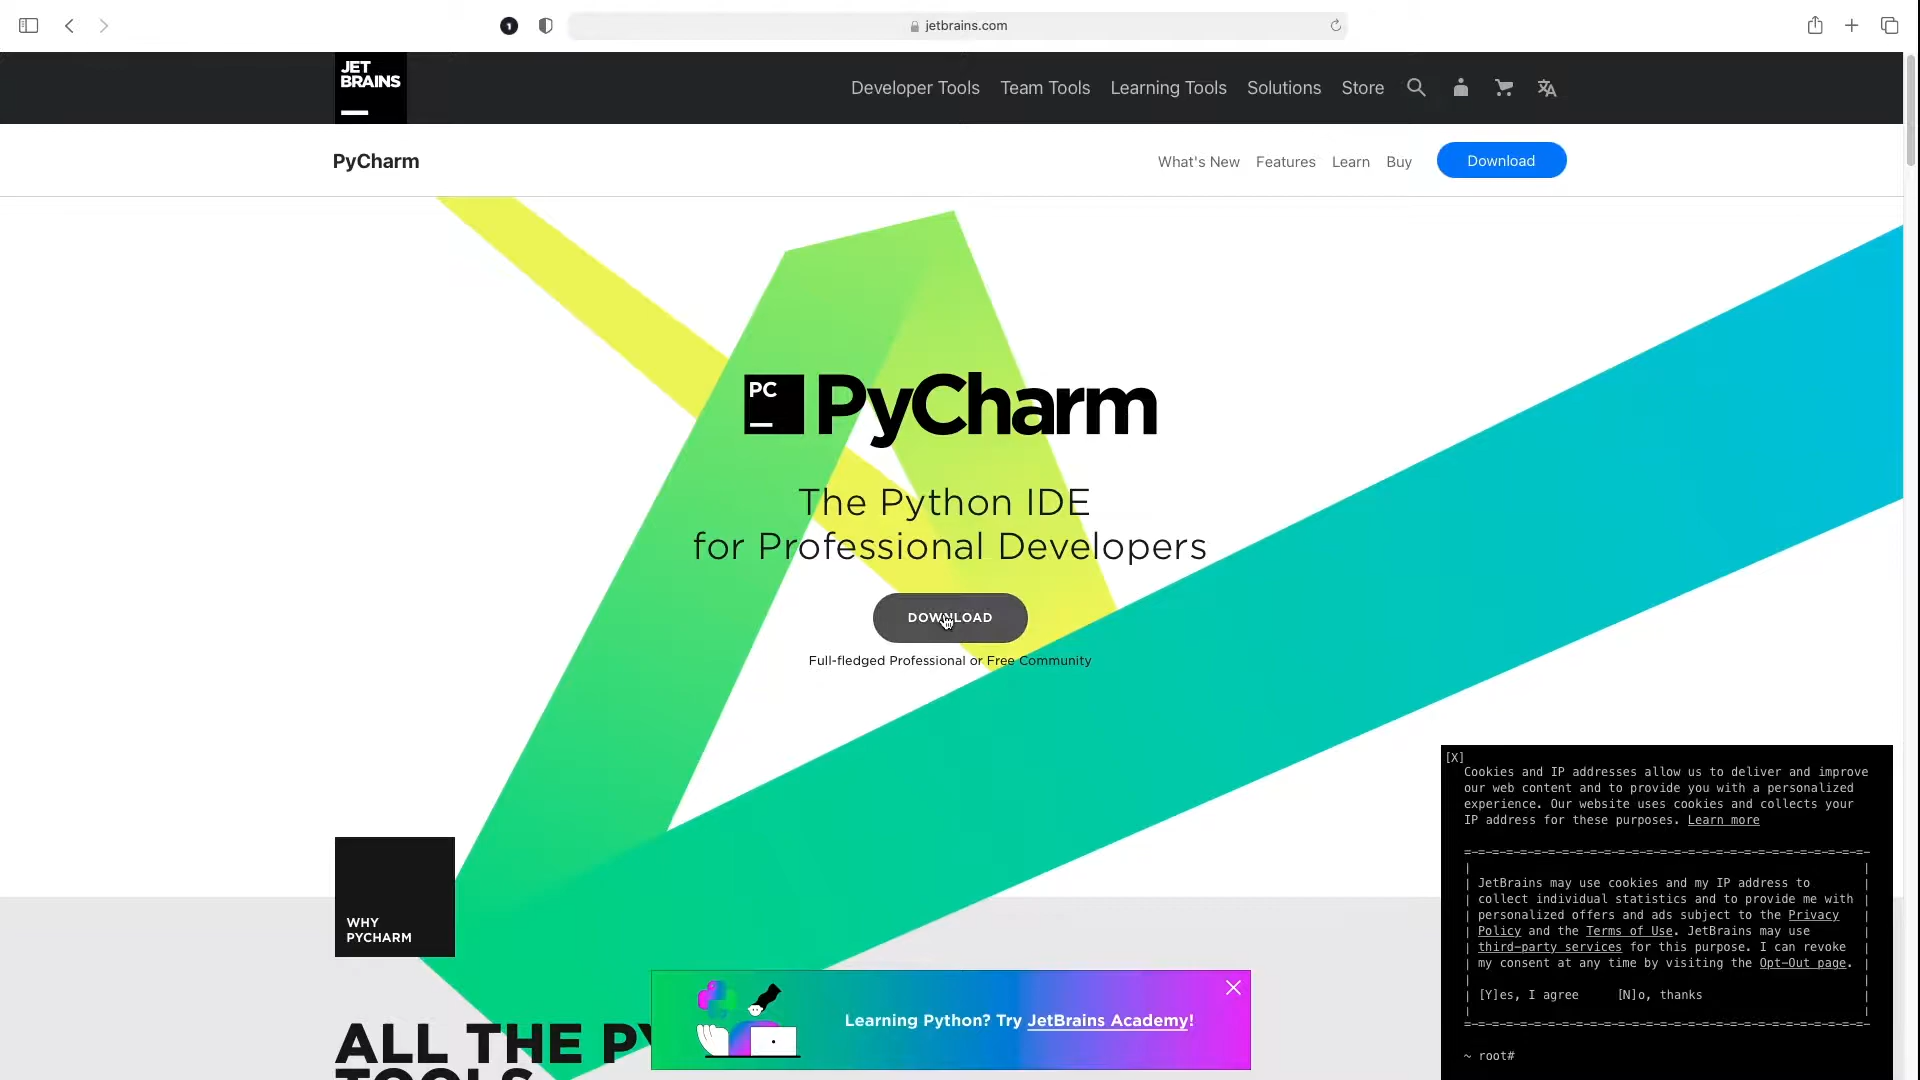 jetbrains.com
JET
BRAINS
Developer Tools Team Tools Learning Tools Solutions Store
PyCharm
What's New Features Learn Buy Download
PC
PyCharm
The Python IDE
for Professional Developers
DOWNLOAD
Full-fledged Professional or Free Community
[X]
Cookies and IP addresses allow us to deliver and improve
our web content and to provide you with a personalized
experience. Our website uses cookies and collects your
IP address for these purposes. Learn more
JetBrains may use cookies and my IP address to
collect individual statistics and to provide me with
personalized offers and ads subject to the Privacy
Policy and the Terms of Use. JetBrains may use
third-party services for this purpose. I can revoke
my consent at any time by visiting the Opt-Out page.
[Y]es, I agree [N]o, thanks
~ root#
WHY
PYCHARM
Learning Python? Try JetBrains Academy!
ALL THE PY
TOOLS